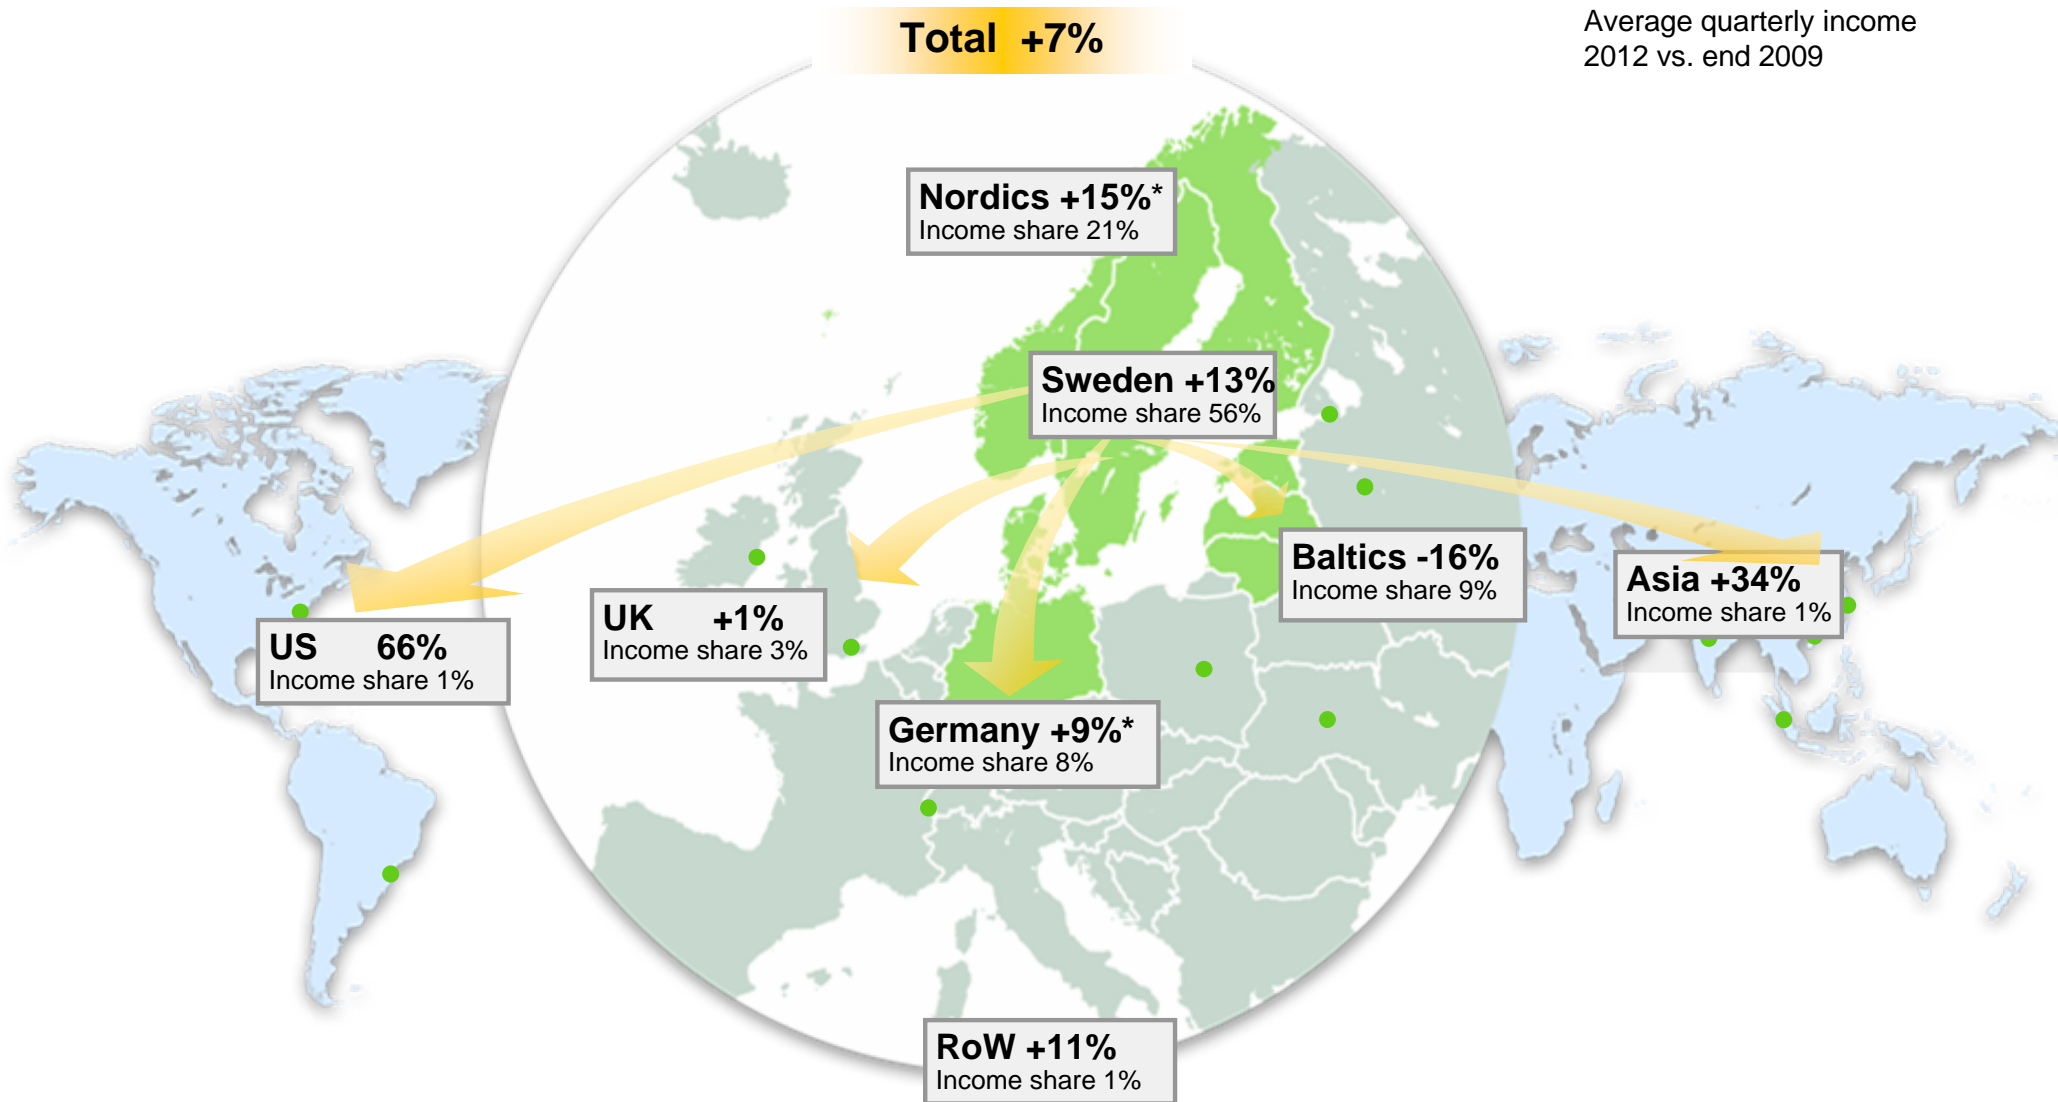 Total +7%
Average quarterly income
2012 vs. end 2009
Nordics +15%*
Income share 21%
Sweden +13%
Income share 56%
Baltics -16%
Income share 9%
Asia +34%
Income share 1%
UK +1%
Income share 3%
US 66%
Income share 1%
Germany +9%*
Income share 8%
RoW +11%
Income share 1%